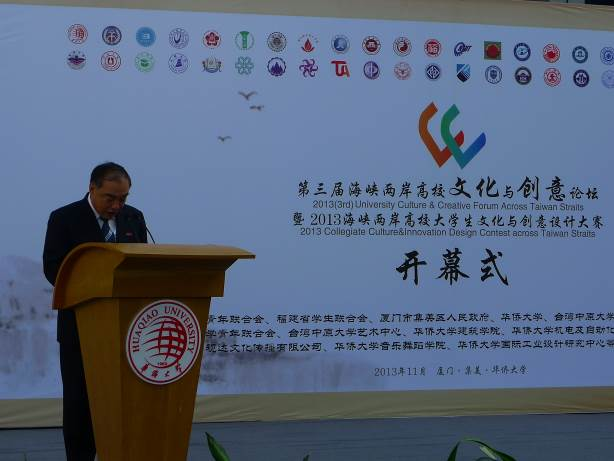 第三届海峡两岸高校文化与创意论坛
2013(3rd) University Culture & Creative Forum Across Taiwan Straits
暨2013海峡两岸高校大学生文化与创意设计大赛
2013 Collegiate Culture&Innovation Design Contest across Taiwan Straits
开幕式
青年联合会、福建省学生联合会、厦门市集美区人民政府、华侨大学、台湾中原大学
学青年联合会、台湾中原大学艺术中心、华侨大学建筑学院、华侨大学机电及自动化
文化传播有限公司、华侨大学音乐舞蹈学院、华侨大学国际工业设计研究中心等
2013年11月 厦门·集美·华侨大学
HUAQIAO UNIVERSITY
华侨大学